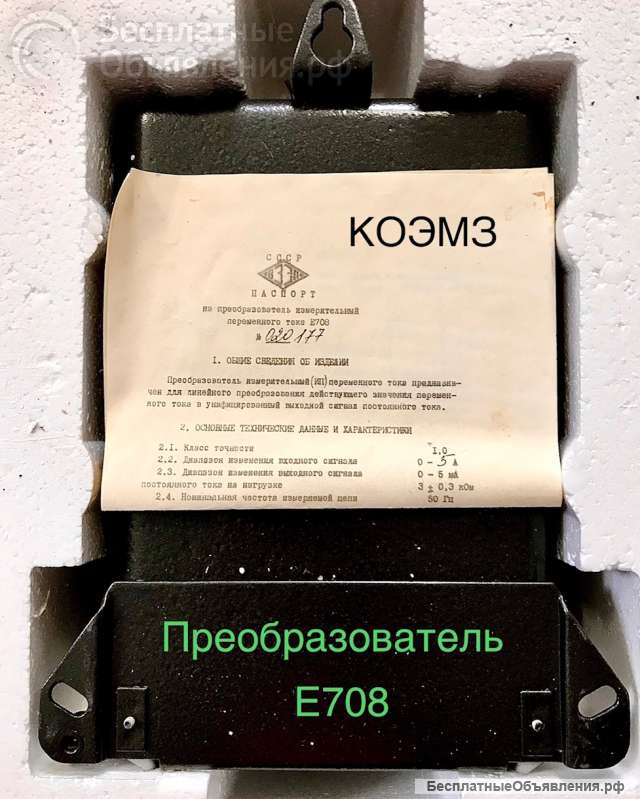 Бесплатные
Объявления.рф
КОЭМЗ
СССР
ПАСПОРТ
на преобразователь измерительный
переменного тока Е708
№ 020177
I. ОБЩИЕ СВЕДЕНИЯ ОБ ИЗДЕЛИИ
Преобразователь измерительный(ИП)переменного тока предназна-
чен для линейного преобразования действующего значения перемен-
ного тока в унифицированный выходной сигнал постоянного тока.
2. ОСНОВНЫЕ ТЕХНИЧЕСКИЕ ДАННЫЕ И ХАРАКТЕРИСТИКИ
2.1. Класс точности I.0
2.2. Диапазон изменения входного сигнала 0 - 5 А
2.3. Диапазон изменения выходного сигнала 0 - 5 мА
постоянного тока на нагрузке 3 ± 0,3 кОм
2.4. Номинальная частота измеряемой цепи 50 Гц
Преобразователь
Е708
БесплатныеОбъявления.рф